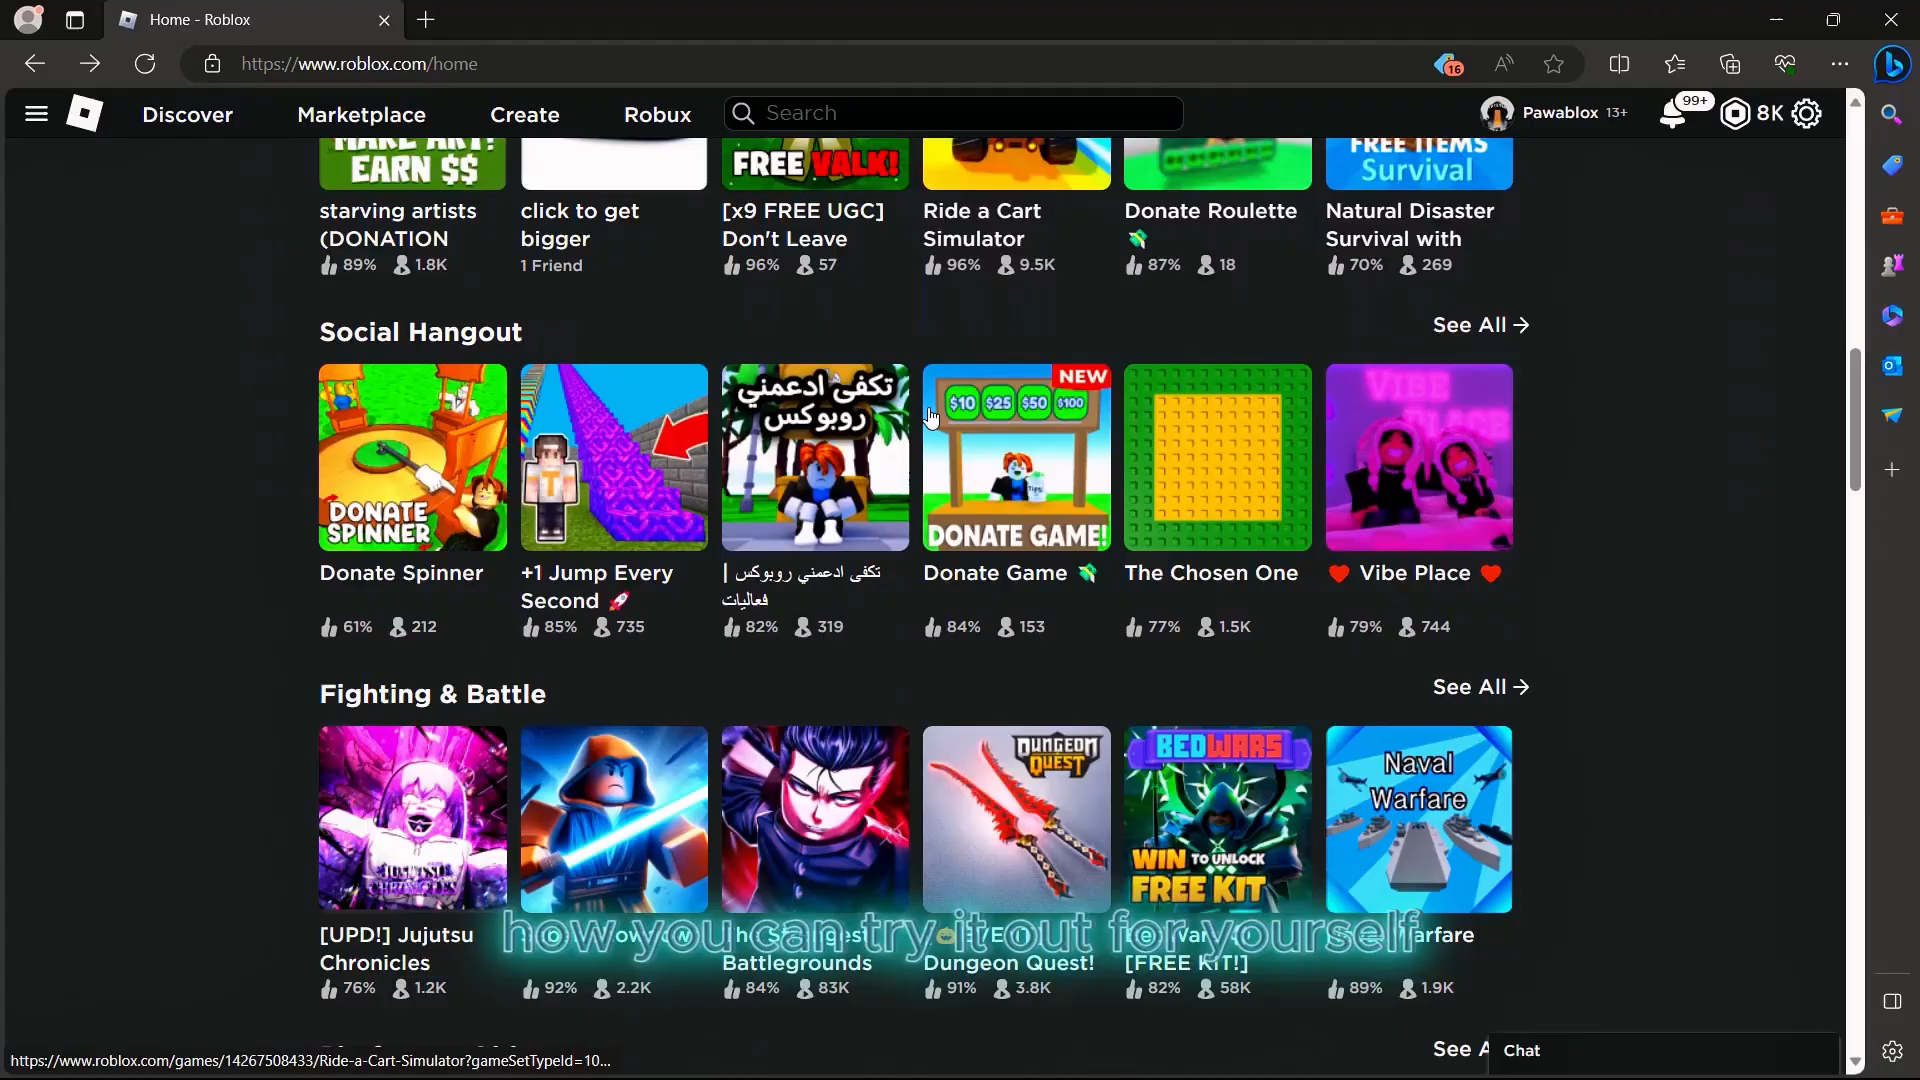 Home - Roblox
https://www.roblox.com/home
16
Discover
Marketplace
Create
Robux
Search
Pawablox 13+
99+
8K
MAKE ART!
EARN $$
FREE VALK!
FREE ITEMS
Survival
starving artists
(DONATION
89% 1.8K
click to get
bigger
1 Friend
[x9 FREE UGC]
Don't Leave
96% 57
Ride a Cart
Simulator
96% 9.5K
Donate Roulette
87% 18
Natural Disaster
Survival with
70% 269
Social Hangout
See All
DONATE
SPINNER
تكفى ادعمني
روبوكس
NEW
$10 $25 $50 $100
Tips
DONATE GAME!
VIBE
PLACE
Donate Spinner
61% 212
+1 Jump Every
Second
85% 735
تكفى ادعمني روبوكس |
فعاليات
82% 319
Donate Game
84% 153
The Chosen One
77% 1.5K
Vibe Place
79% 744
Fighting & Battle
See All
DUNGEON
QUEST
BEDWARS
WIN TO UNLOCK
FREE KIT
Naval
Warfare
how you can try it out for yourself
[UPD!] Jujutsu
Chronicles
76% 1.2K
92% 2.2K
Battlegrounds
84% 83K
Dungeon Quest!
91% 3.8K
[FREE KIT!]
82% 58K
89% 1.9K
See A
Chat
https://www.roblox.com/games/14267508433/Ride-a-Cart-Simulator?gameSetTypeId=10...